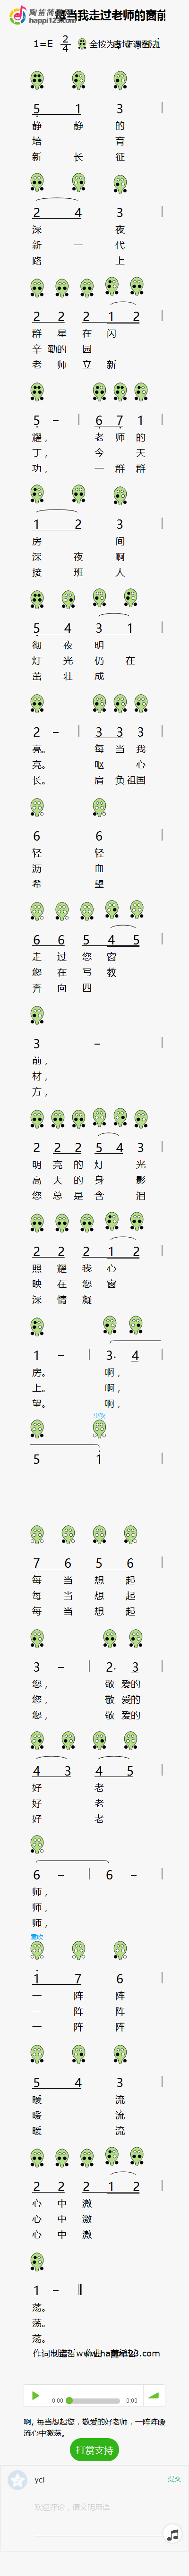 陶笛简谱网
happi123.com
每当我走过老师的窗前
1=E 2/4 全按为
5 1 3
静 静 的
培 育
新 长 征
2 4 3
深 夜
新 一 代
路 上
2 2 2 1 2
群 星 在 闪
辛 勤的 园
老 师 立 新
5 - | 6 7 1
耀， 老 师 的
丁， 今 天
功， 一 群 群
1 2 3
房 间
深 夜 啊
接 班 人
5 4 3 1
彻 夜 明
灯 光 仍 在
茁 壮 成
2 - | 3 3 3
亮。 每 当 我
亮。 呕 心
长。 肩 负 祖国
6 6
轻 轻
沥 血
希 望
6 6 5 4 5
走 过 您 窗
您 在 写 教
奔 向 四
3 -
前，
材，
方，
2 2 2 5 4 3
明 亮 的 灯 光
高 大 的 身 影
您 总 是 含 泪
2 2 2 1 2
照 耀 我 心
映 在 您 窗
深 情 凝
1 - | 3· 4
房。 啊，
上。 啊，
望。 啊，
重吹
5 1
7 6 5 6
每 当 想 起
每 当 想 起
每 当 想 起
3 - | 2· 3
您， 敬 爱的
您， 敬 爱的
您， 敬 爱的
4 3 4 5
好 老
好 老
好 老
6 - | 6 -
师，
师，
师，
重吹
1 7 6
一 阵 阵
一 阵 阵
一 阵 阵
5 4 3
暖 流
暖 流
暖 流
2 2 2 1 2
心 中 激
心 中 激
心 中 激
1 -
荡。
荡。
荡。
www.happi123.com
0:00 0:00
啊, 每当想起您，敬爱的好老师，一阵阵暖
流心中激荡。
打赏支持
ycl 提交
欢迎评论，请文明用语